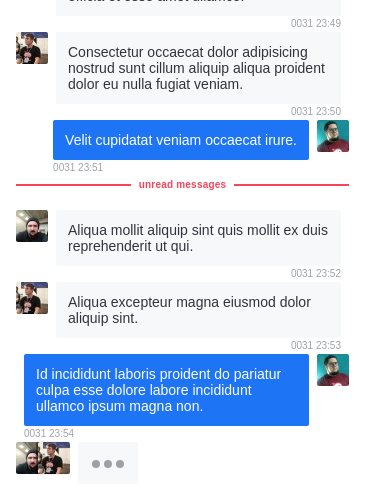 0031 23:49
Consectetur occaecat dolor adipisicing
nostrud sunt cillum aliquip aliqua proident
dolor eu nulla fugiat veniam.
0031 23:50
Velit cupidatat veniam occaecat irure.
0031 23:51
unread messages
Aliqua mollit aliquip sint quis mollit ex duis
reprehenderit ut qui.
0031 23:52
Aliqua excepteur magna eiusmod dolor
aliquip sint.
0031 23:53
Id incididunt laboris proident do pariatur
culpa esse dolore labore incididunt
ullamco ipsum magna non.
0031 23:54